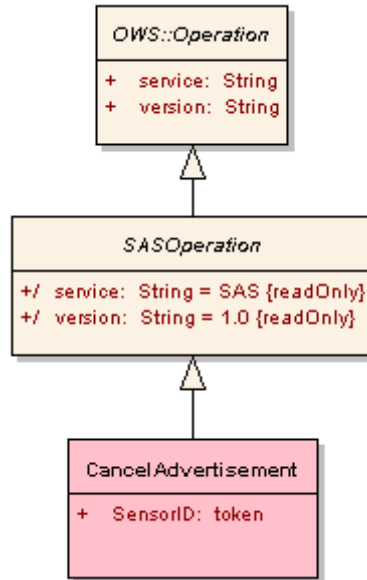 OWS::Operation
+ service: String
+ version: String
SASOperation
+/ service: String = SAS {readOnly}
+/ version: String = 1.0 {readOnly}
CancelAdvertisement
+ SensorID: token